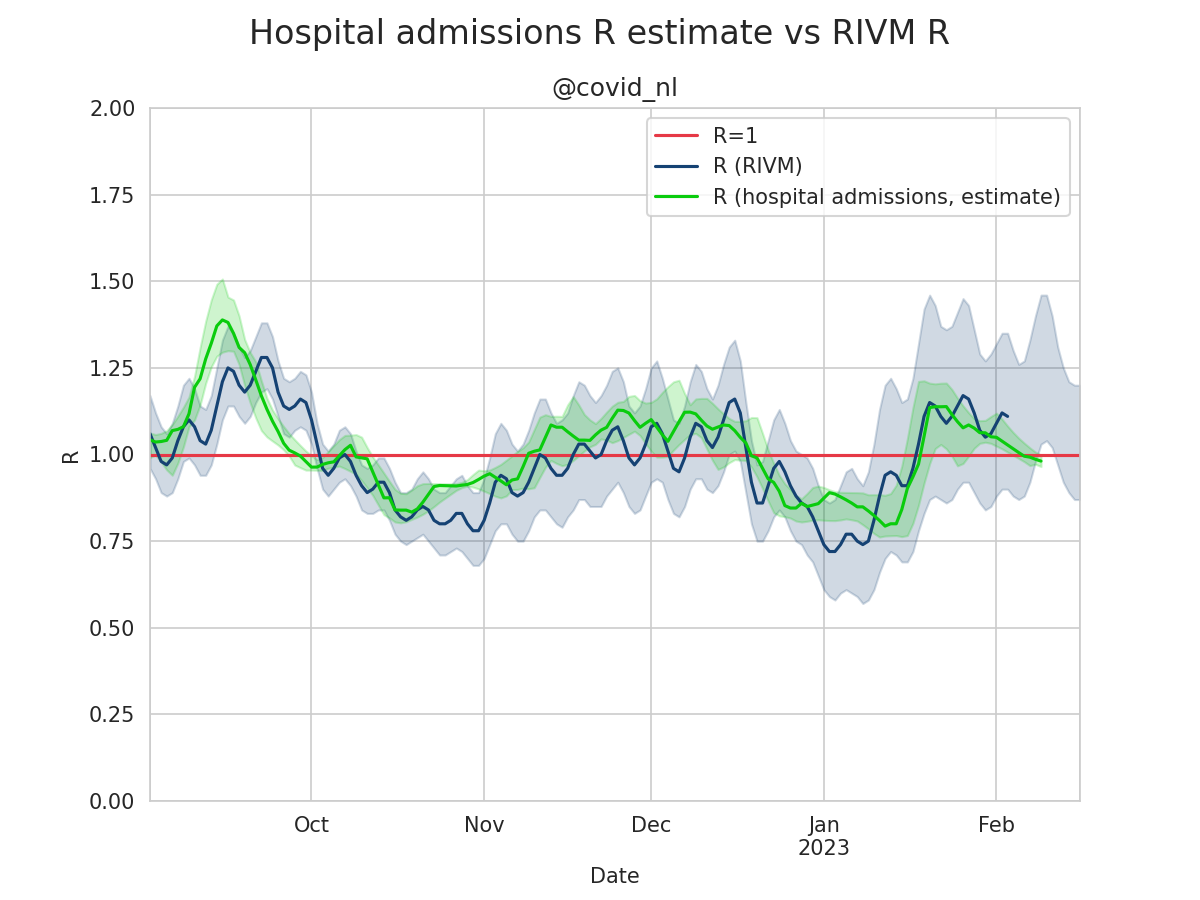 Hospital admissions R estimate vs RIVM R
@covid_nl
R=1
R (RIVM)
R (hospital admissions, estimate)
2.00
1.75
1.50
1.25
1.00
0.75
0.50
0.25
0.00
R
Oct Nov Dec Jan Feb
2023
Date